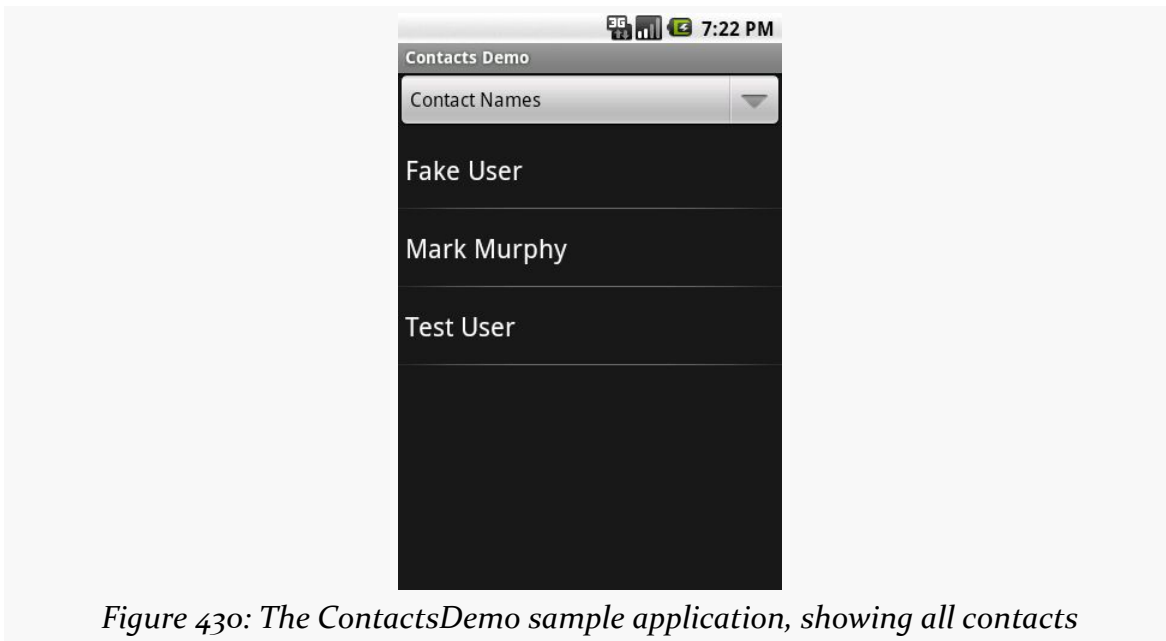 3G 7:22 PM
Contacts Demo
Contact Names
Fake User
Mark Murphy
Test User
Figure 430: The ContactsDemo sample application, showing all contacts